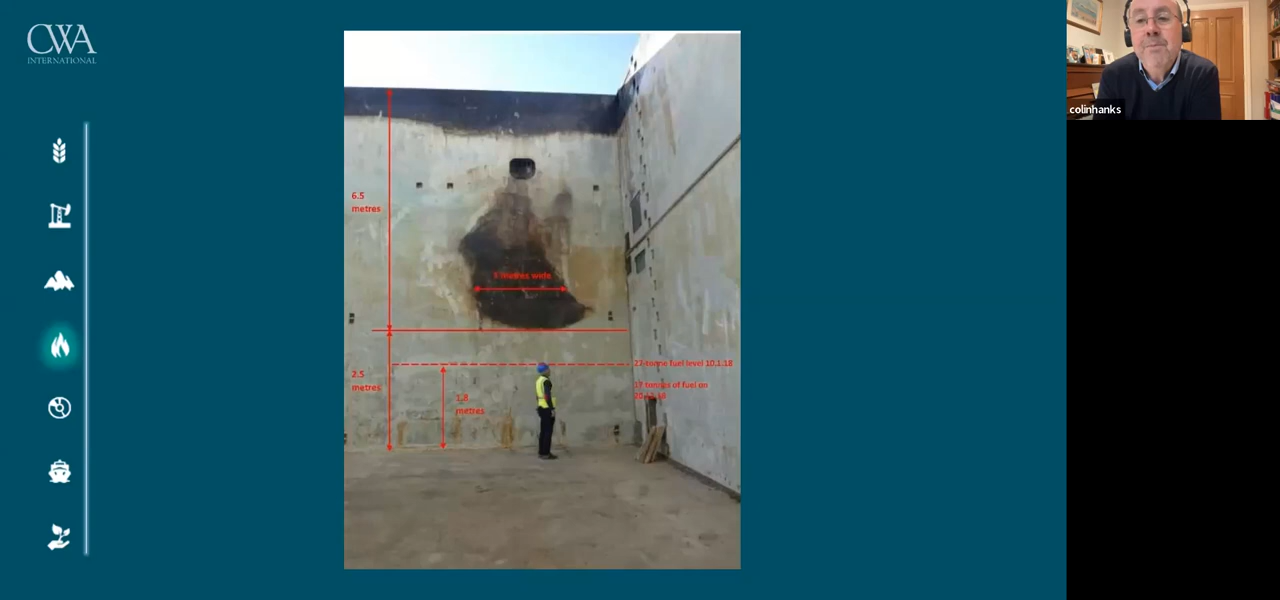 CWA
INTERNATIONAL
6.5
metres
5 metres wide
2.5
metres
1.8
metres
22 tonne fuel level 10.1.18
17 tonnes of fuel on
colinhanks